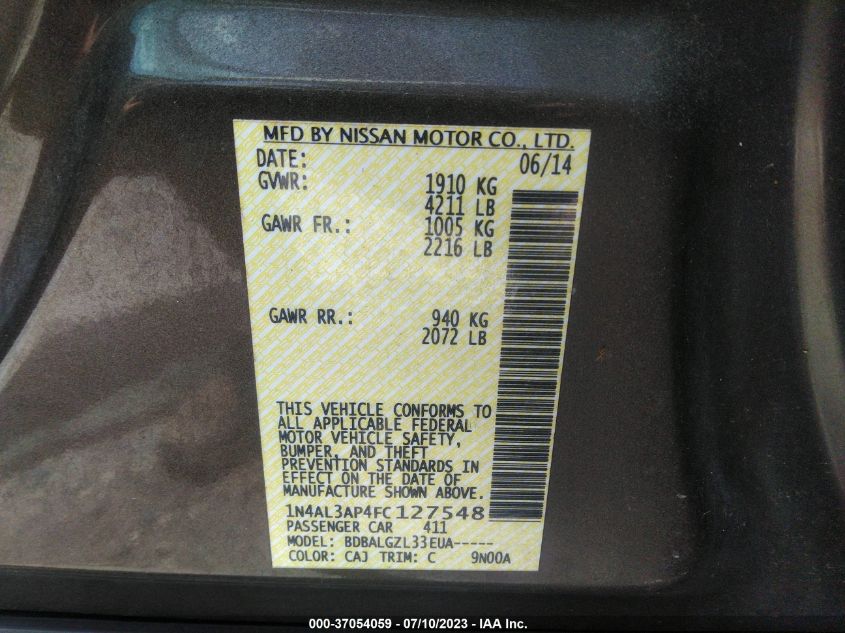 MFD BY NISSAN MOTOR CO., LTD.
DATE: 06/14
GVWR: 1910 KG
4211 LB
GAWR FR.: 1005 KG
2216 LB
GAWR RR.: 940 KG
2072 LB
THIS VEHICLE CONFORMS TO
ALL APPLICABLE FEDERAL
MOTOR VEHICLE SAFETY,
BUMPER, AND THEFT
PREVENTION STANDARDS IN
EFFECT ON THE DATE OF
MANUFACTURE SHOWN ABOVE.
1N4AL3AP4FC127548
PASSENGER CAR 411
MODEL: BDBALGZL33EUA-----
COLOR: CAJ TRIM: C 9N00A
000-37054059 - 07/10/2023 - IAA Inc.